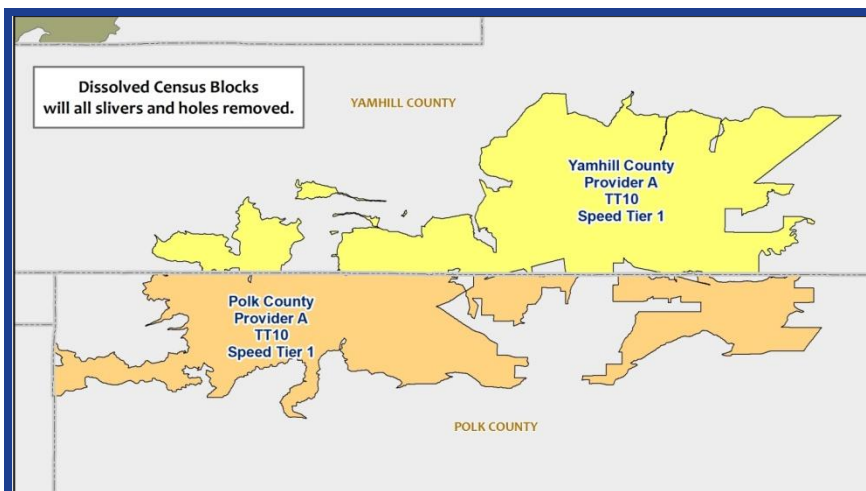 Dissolved Census Blocks
will all slivers and holes removed.
YAMHILL COUNTY
Yamhill County
Provider A
TT10
Speed Tier 1
Polk County
Provider A
TT10
Speed Tier 1
POLK COUNTY